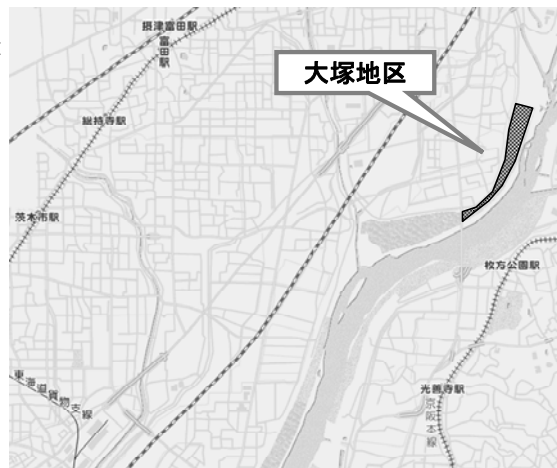 摂津富田駅
富田駅
大塚地区
総持寺駅
茨木市駅
枚方公園駅
東海道貨物支線
光善寺駅
京阪本線